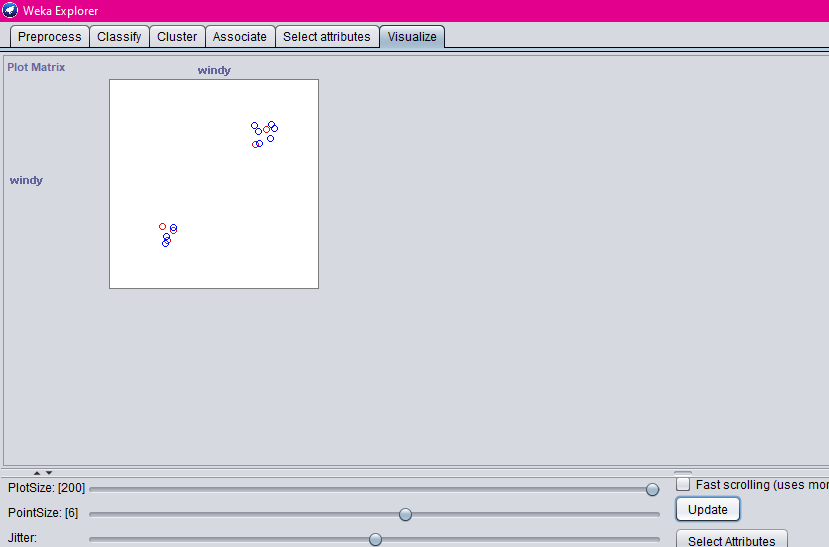 Weka Explorer
Preprocess Classify Cluster Associate Select attributes Visualize
Plot Matrix
windy
windy
PlotSize: [200]
Fast scrolling (uses mor
PointSize: [6]
Update
Jitter:
Select Attributes